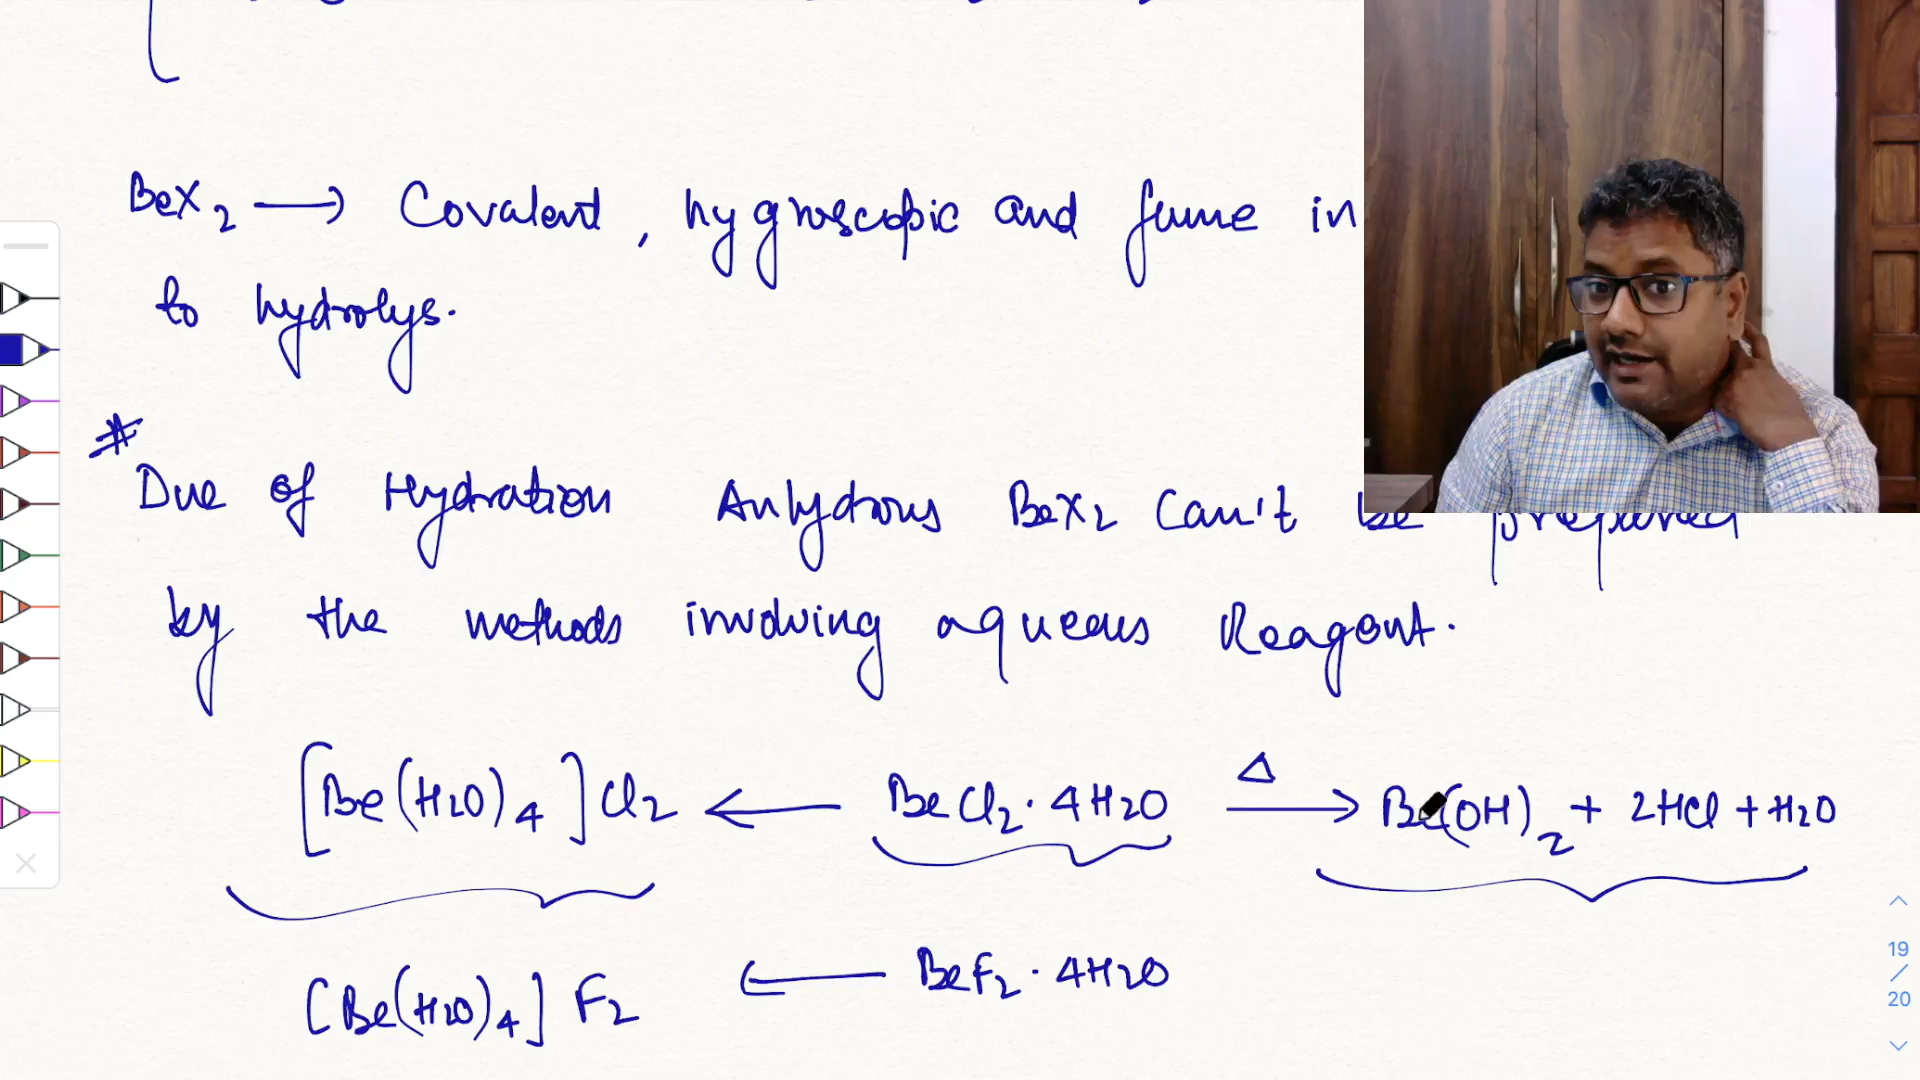 BeX₂ → Covalent, hygroscopic and fume in
to hydrolys.
# Due of Hydration Anhydrous BeX₂ can't be prepared
by the methods involving aqueous Reagent.
[Be(H2O)₄]Cl₂ ← BeCl₂·4H2O →Δ Be(OH)₂ + 2HCl + H2O
[Be(H2O)₄]F₂ ← BeF₂·4H2O
19
/
20